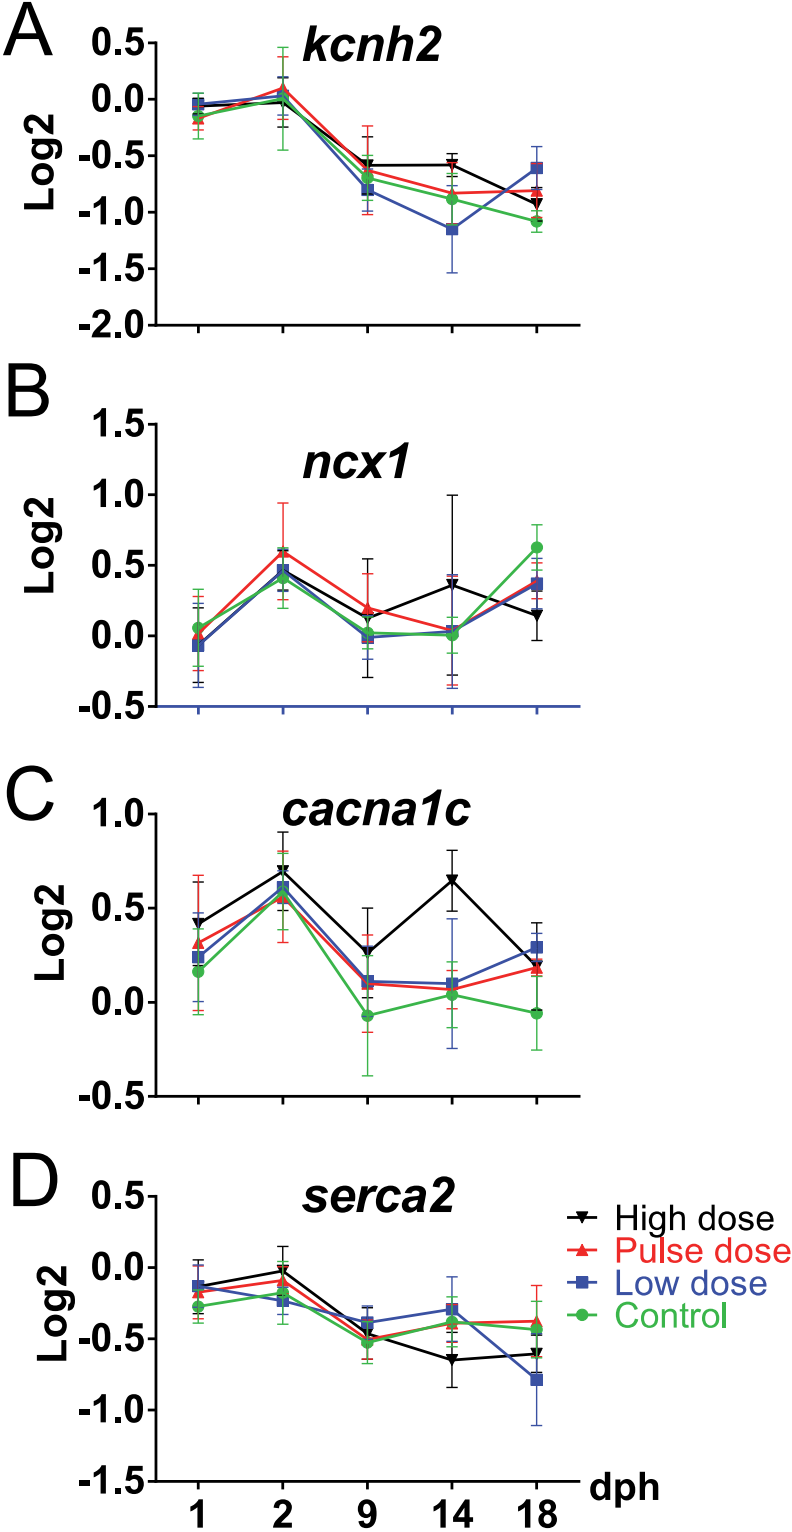 A
kcnh2
Log2
0.5
0.0
-0.5
-1.0
-1.5
-2.0
B
ncx1
Log2
1.5
1.0
0.5
0.0
-0.5
C
cacna1c
Log2
1.0
0.5
0.0
-0.5
D
serca2
Log2
0.5
0.0
-0.5
-1.0
-1.5
High dose
Pulse dose
Low dose
Control
1 2 9 14 18 dph